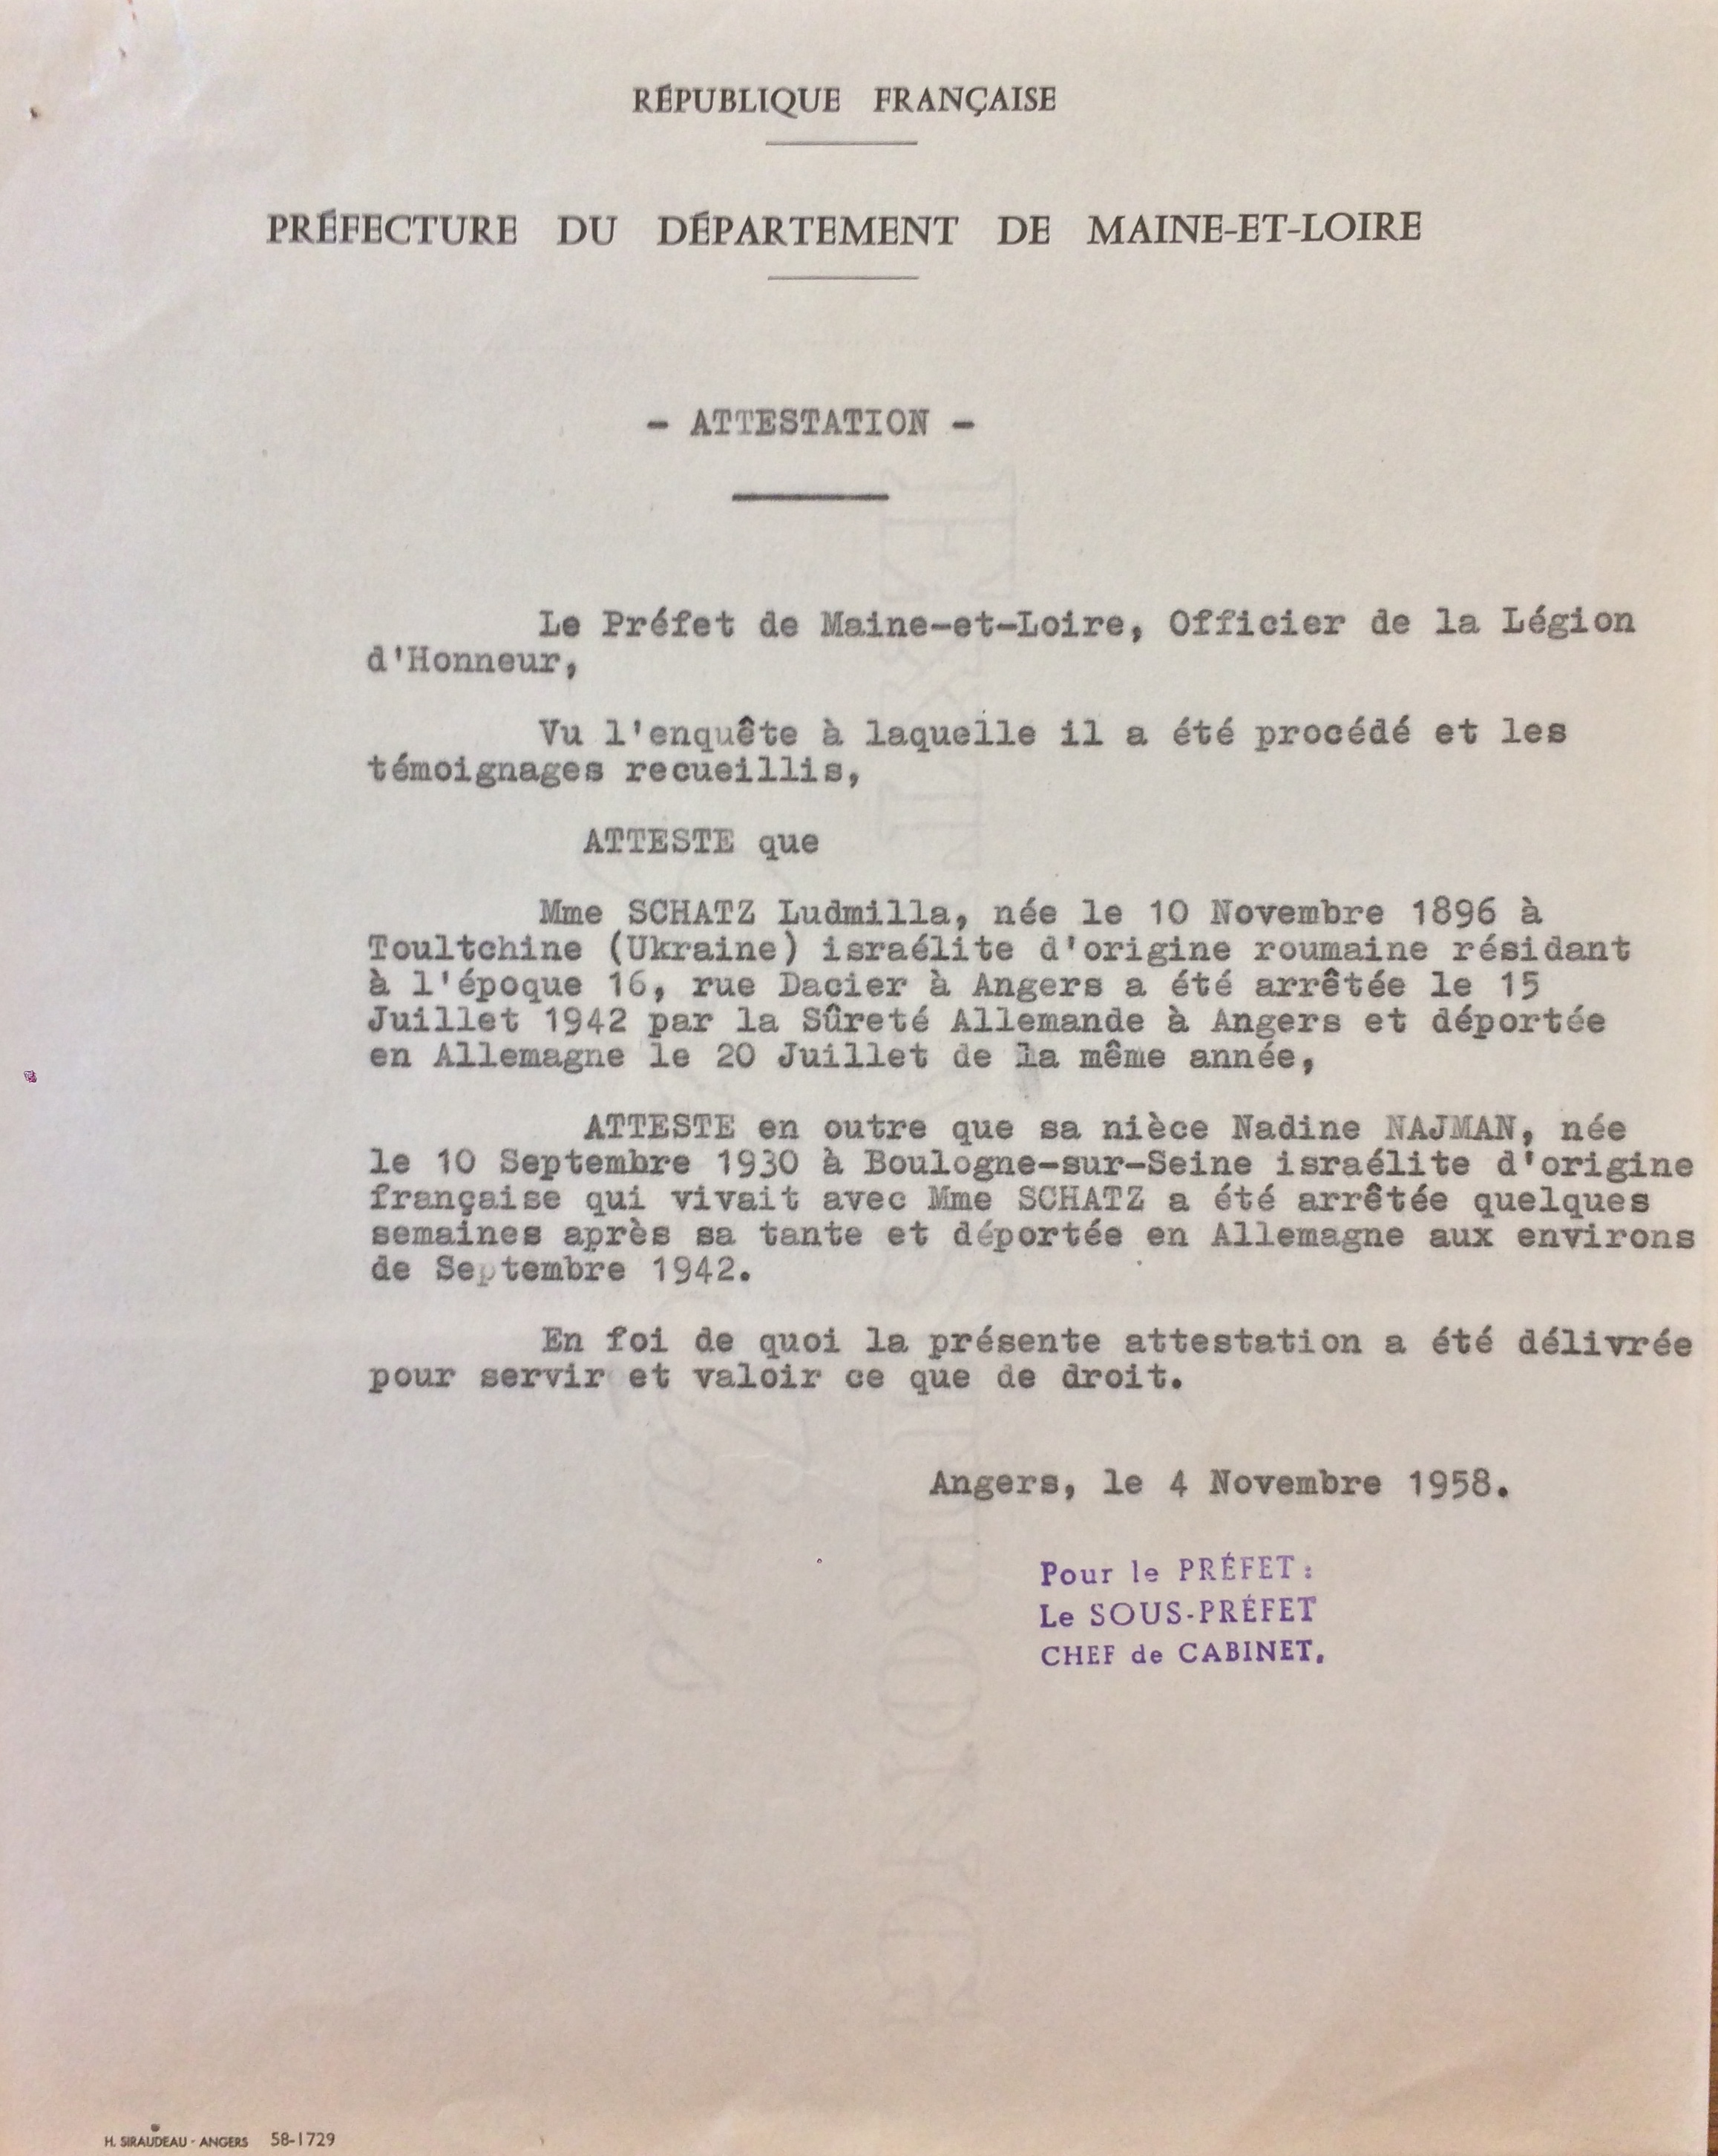 RÉPUBLIQUE FRANÇAISE
PRÉFECTURE DU DÉPARTEMENT DE MAINE-ET-LOIRE
- ATTESTATION -
Le Préfet de Maine-et-Loire, Officier de la Légion
d'Honneur,
Vu l'enquête à laquelle il a été procédé et les
témoignages recueillis,
ATTESTE que
Mme SCHATZ Ludmilla, née le 10 Novembre 1896 à
Toultchine (Ukraine) israélite d'origine roumaine résidant
à l'époque 16, rue Dacier à Angers a été arrêtée le 15
Juillet 1942 par la Sûreté Allemande à Angers et déportée
en Allemagne le 20 Juillet de la même année,
ATTESTE en outre que sa nièce Nadine NAJMAN, née
le 10 Septembre 1930 à Boulogne-sur-Seine israélite d'origine
française qui vivait avec Mme SCHATZ a été arrêtée quelques
semaines après sa tante et déportée en Allemagne aux environs
de Septembre 1942.
En foi de quoi la présente attestation a été délivrée
pour servir et valoir ce que de droit.
Angers, le 4 Novembre 1958.
Pour le PRÉFET :
Le SOUS-PRÉFET
CHEF de CABINET.
H. SIRAUDEAU - ANGERS 58-1729